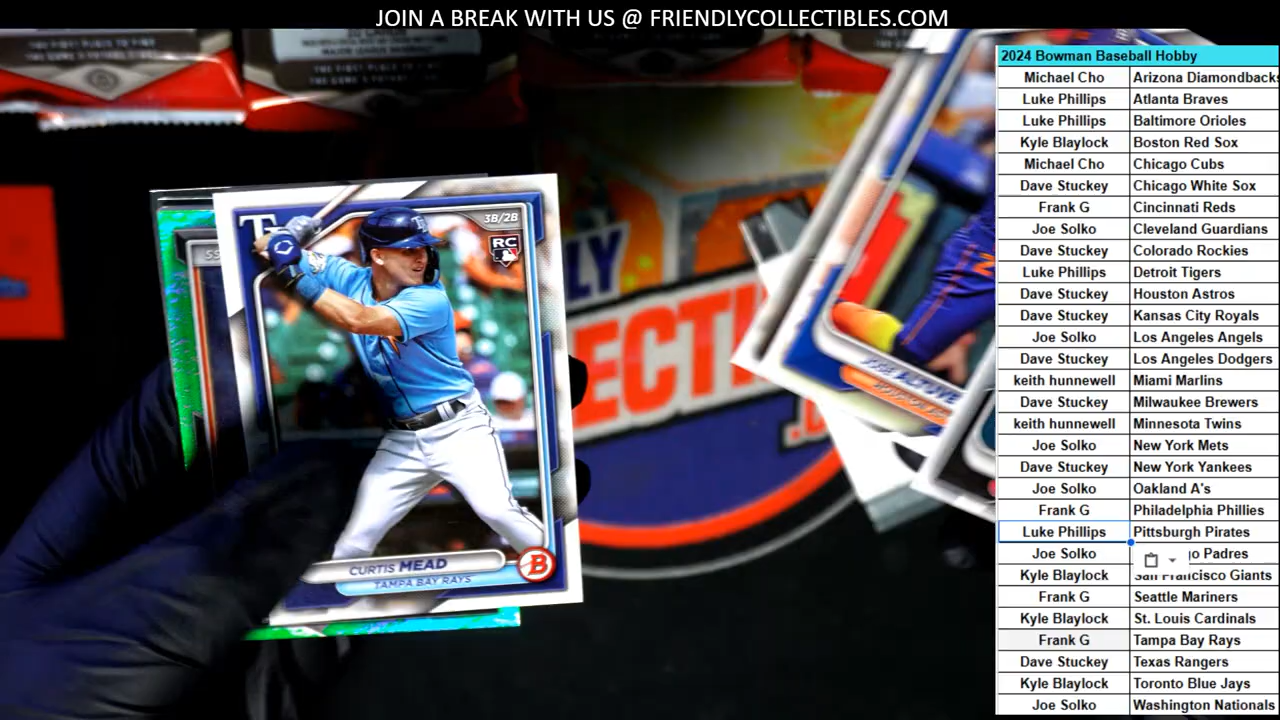 JOIN A BREAK WITH US @ FRIENDLYCOLLECTIBLES.COM
2024 Bowman Baseball Hobby
Michael Cho Arizona Diamondbacks
Luke Phillips Atlanta Braves
Luke Phillips Baltimore Orioles
Kyle Blaylock Boston Red Sox
Michael Cho Chicago Cubs
Dave Stuckey Chicago White Sox
Frank G Cincinnati Reds
Joe Solko Cleveland Guardians
Dave Stuckey Colorado Rockies
Luke Phillips Detroit Tigers
Dave Stuckey Houston Astros
Dave Stuckey Kansas City Royals
Joe Solko Los Angeles Angels
Dave Stuckey Los Angeles Dodgers
keith hunnewell Miami Marlins
Dave Stuckey Milwaukee Brewers
keith hunnewell Minnesota Twins
Joe Solko New York Mets
Dave Stuckey New York Yankees
Joe Solko Oakland A's
Frank G Philadelphia Phillies
Luke Phillips Pittsburgh Pirates
Joe Solko Padres
Kyle Blaylock San Francisco Giants
Frank G Seattle Mariners
Kyle Blaylock St. Louis Cardinals
Frank G Tampa Bay Rays
Dave Stuckey Texas Rangers
Kyle Blaylock Toronto Blue Jays
Joe Solko Washington Nationals
3B/2B
RC
CURTIS MEAD
TAMPA BAY RAYS
B
LY
ECTI